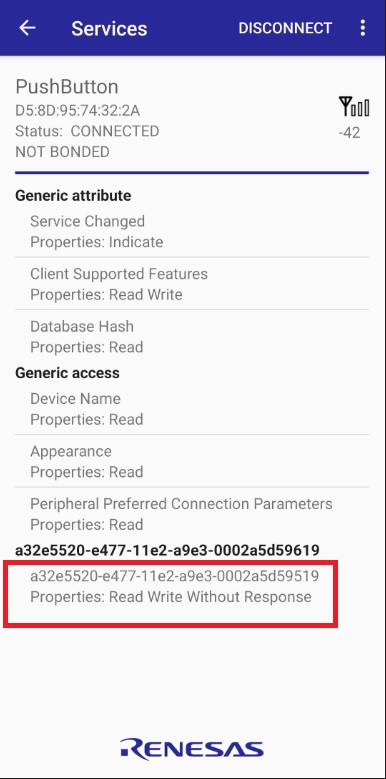 Services
DISCONNECT
PushButton
D5:8D:95:74:32:2A
Status: CONNECTED
-42
NOT BONDED
Generic attribute
Service Changed
Properties: Indicate
Client Supported Features
Properties: Read Write
Database Hash
Properties: Read
Generic access
Device Name
Properties: Read
Appearance
Properties: Read
Peripheral Preferred Connection Parameters
Properties: Read
a32e5520-e477-11e2-a9e3-0002a5d59619
a32e5520-e477-11e2-a9e3-0002a5d59519
Properties: Read Write Without Response
RENESAS